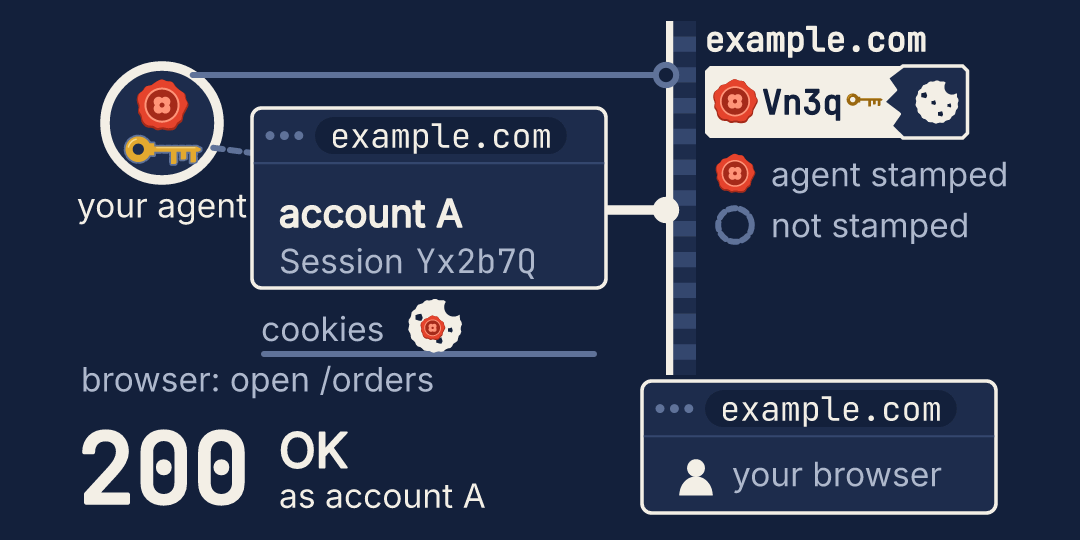 example.com
Vn3q
example.com
agent stamped
your agent
account A
not stamped
Session Yx2b7Q
cookies
browser: open /orders
example.com
200 OK
as account A
your browser